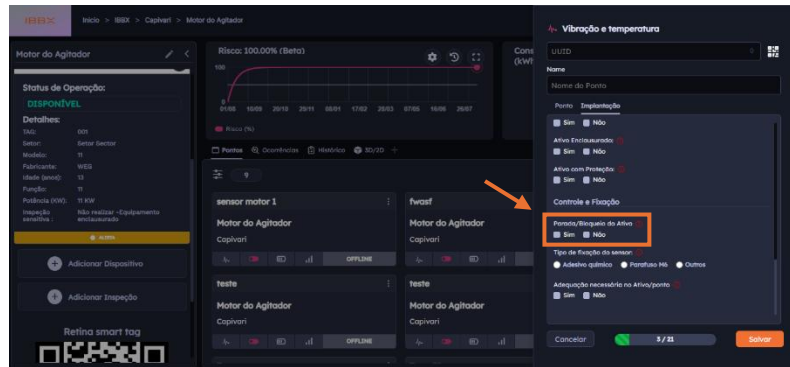 IBBX
Início > IBBX > Capivari > Motor do Agitador
Motor do Agitador
Status de Operação:
DISPONÍVEL
Detalhes:
TAG: 001
Setor: Setor Sector
Modelo: 11
Fabricante: WEG
Idade (anos): 13
Função: 11
Potência (KW): 11 KW
Inspeção sensitiva : Não realizar -Equipamento enclausurado
ALERTA
Adicionar Dispositivo
Adicionar Inspeção
Retina smart tag
Risco: 100.00% (Beta)
100
0
Risco (%)
Cons
(kWh
Pontos
Ocorrências
Histórico
3D/2D
9
sensor motor 1
Motor do Agitador
Capivari
OFFLINE
fwasf
Motor do Agitador
Capivari
teste
Motor do Agitador
Capivari
OFFLINE
teste
Motor do Agitador
Capivari
Vibração e temperatura
UUID
Name
Nome do Ponto
Ponto Implantação
Sim Não
Ativo Enclausurado:
Sim Não
Ativo com Proteção:
Sim Não
Controle e Fixação
Parada/Bloqueio do Ativo
Sim Não
Tipo de fixação do sensor:
Adesivo químico Parafuso M6 Outros
Adequação necessária no Ativo/ponto
Sim Não
Cancelar
3 / 21
Salvar